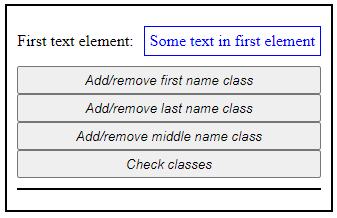 First text element: Some text in first element
Add/remove first name class
Add/remove last name class
Add/remove middle name class
Check classes